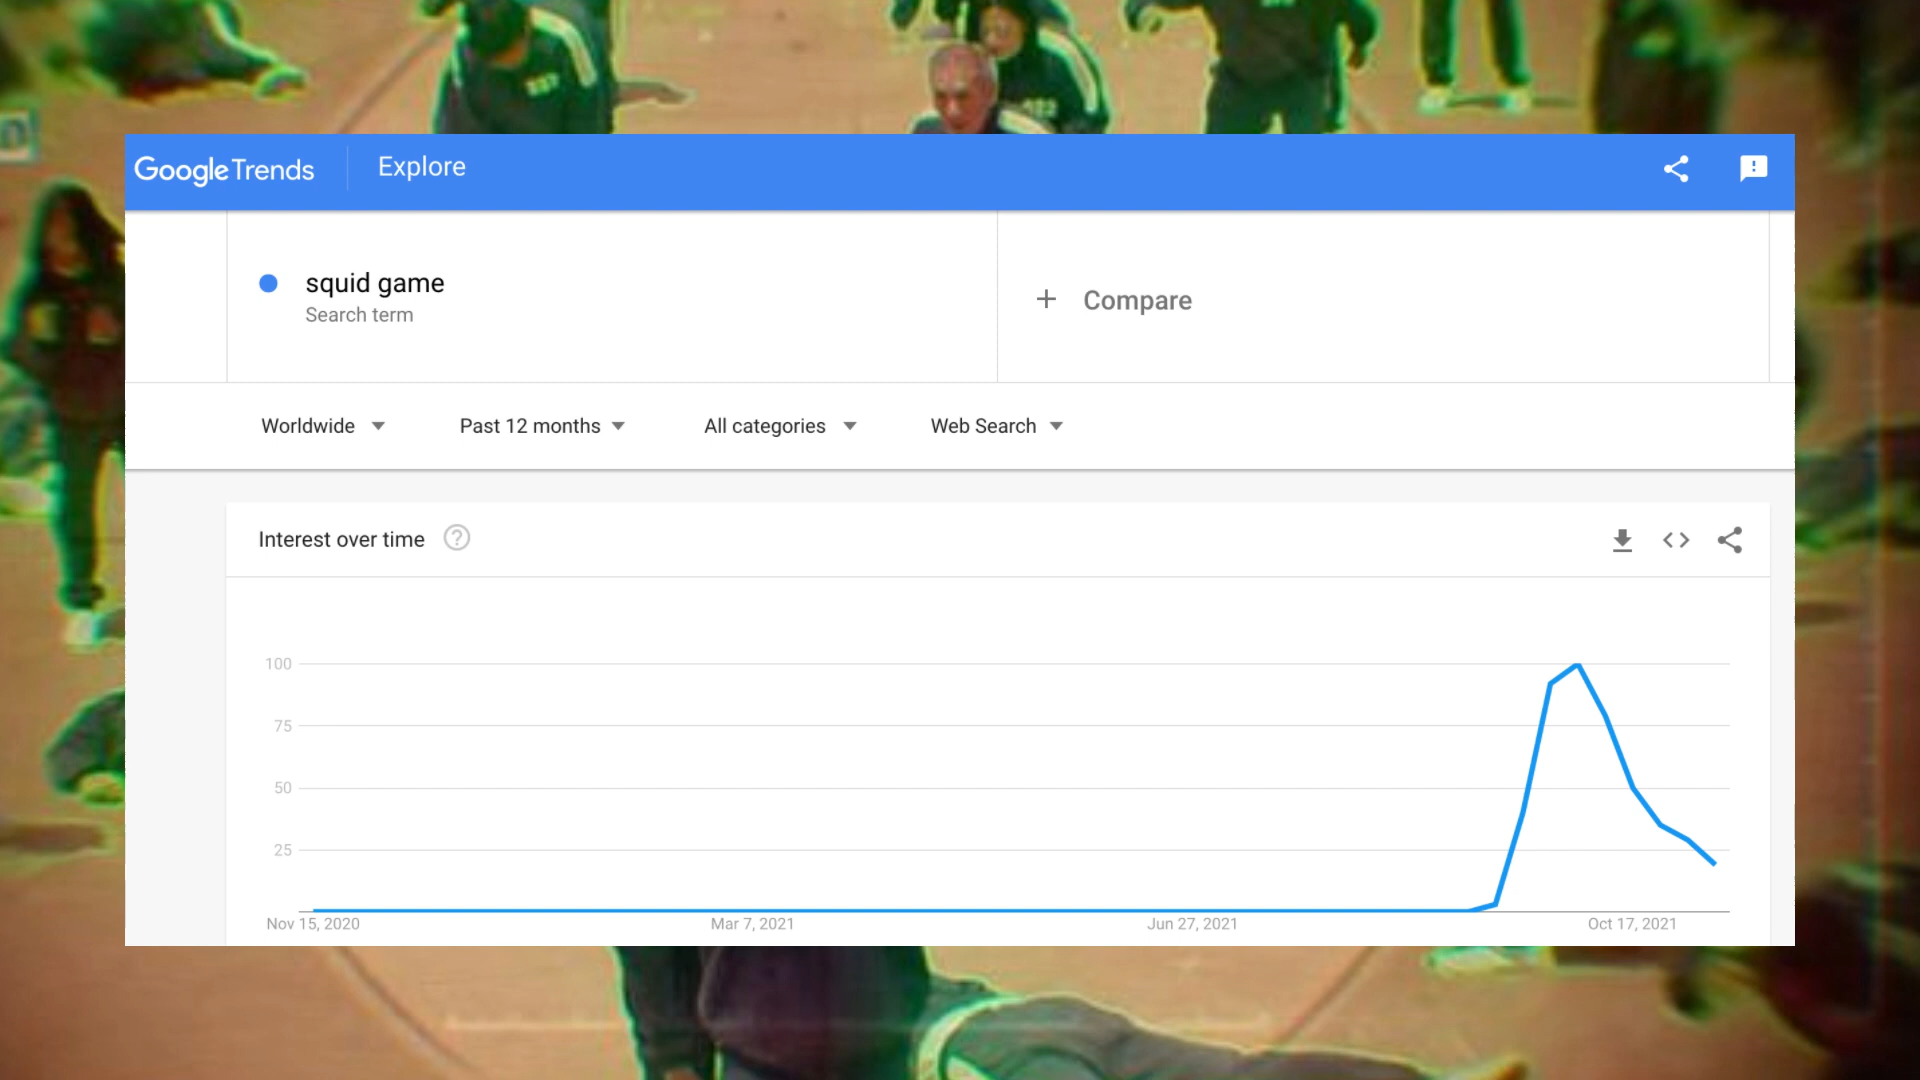 Google Trends
Explore
squid game
Search term
+ Compare
Worldwide
Past 12 months
All categories
Web Search
Interest over time
100
75
50
25
Nov 15, 2020
Mar 7, 2021
Jun 27, 2021
Oct 17, 2021